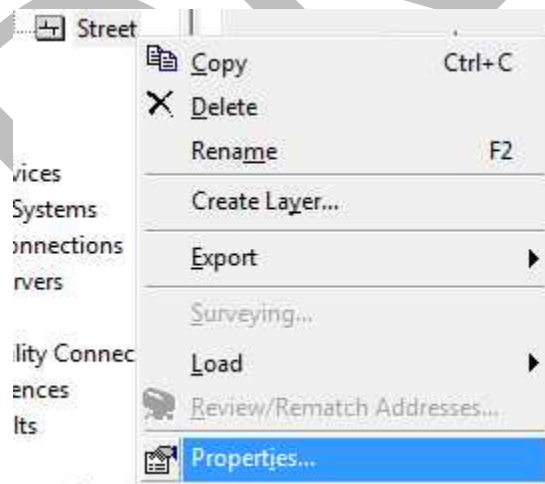 Street
Copy Ctrl+C
Delete
Rename F2
vices
Systems
Create Layer...
onnections
Export
rvers
Surveying...
ility Connec
Load
ences
Review/Rematch Addresses...
lts
Properties...